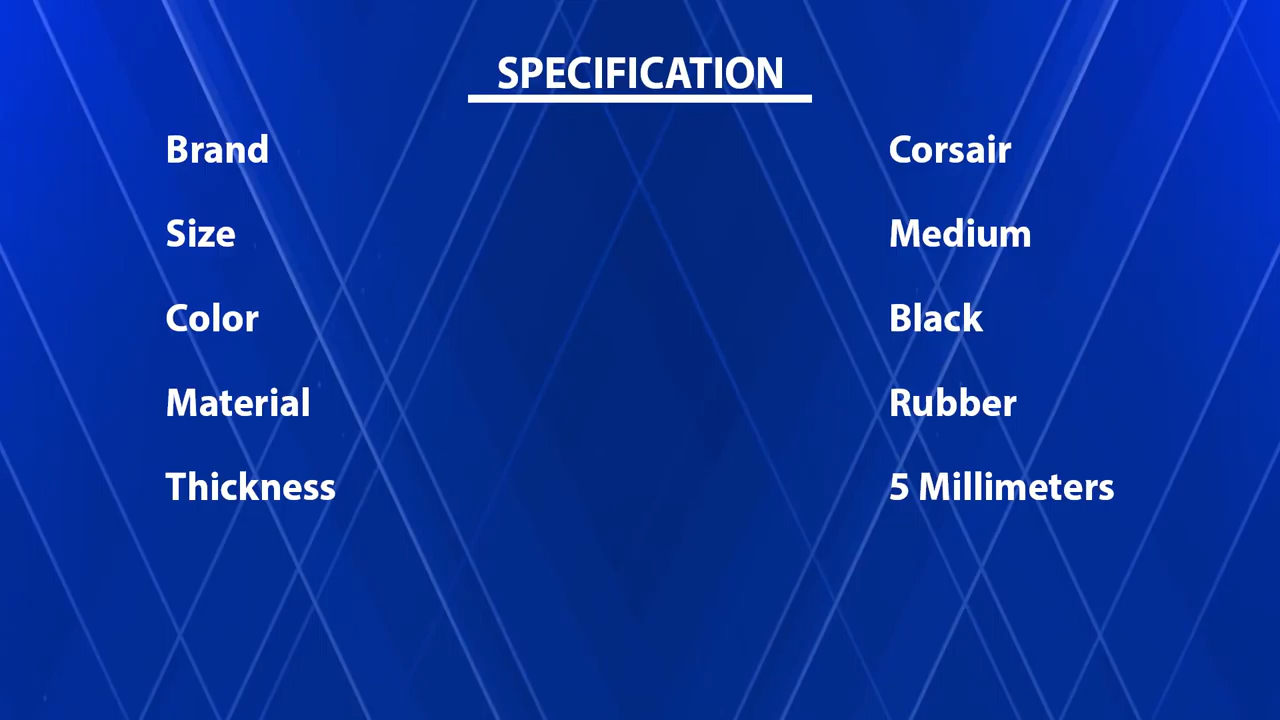 SPECIFICATION
Brand Corsair
Size Medium
Color Black
Material Rubber
Thickness 5 Millimeters